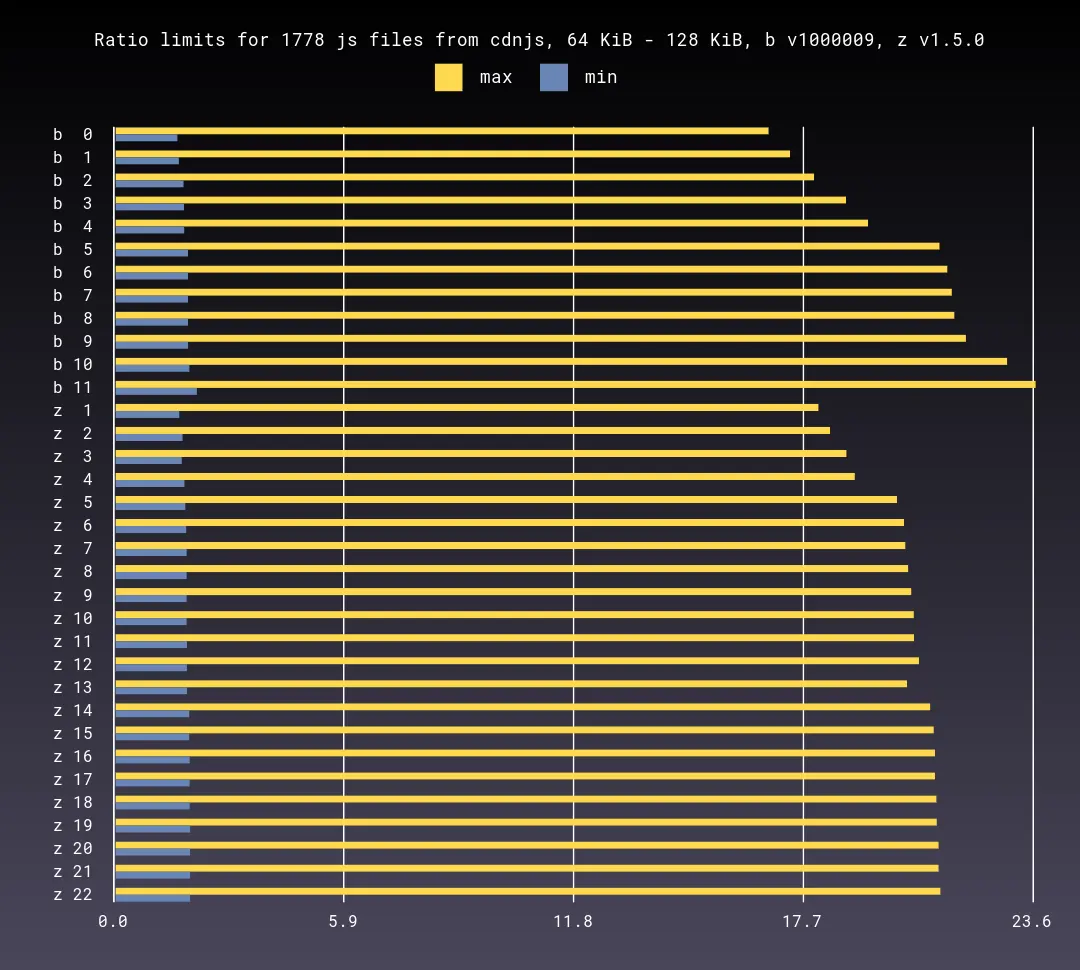 Ratio limits for 1778 js files from cdnjs, 64 KiB - 128 KiB, b v1000009, z v1.5.0
max min
b 0
b 1
b 2
b 3
b 4
b 5
b 6
b 7
b 8
b 9
b 10
b 11
z 1
z 2
z 3
z 4
z 5
z 6
z 7
z 8
z 9
z 10
z 11
z 12
z 13
z 14
z 15
z 16
z 17
z 18
z 19
z 20
z 21
z 22
0.0 5.9 11.8 17.7 23.6